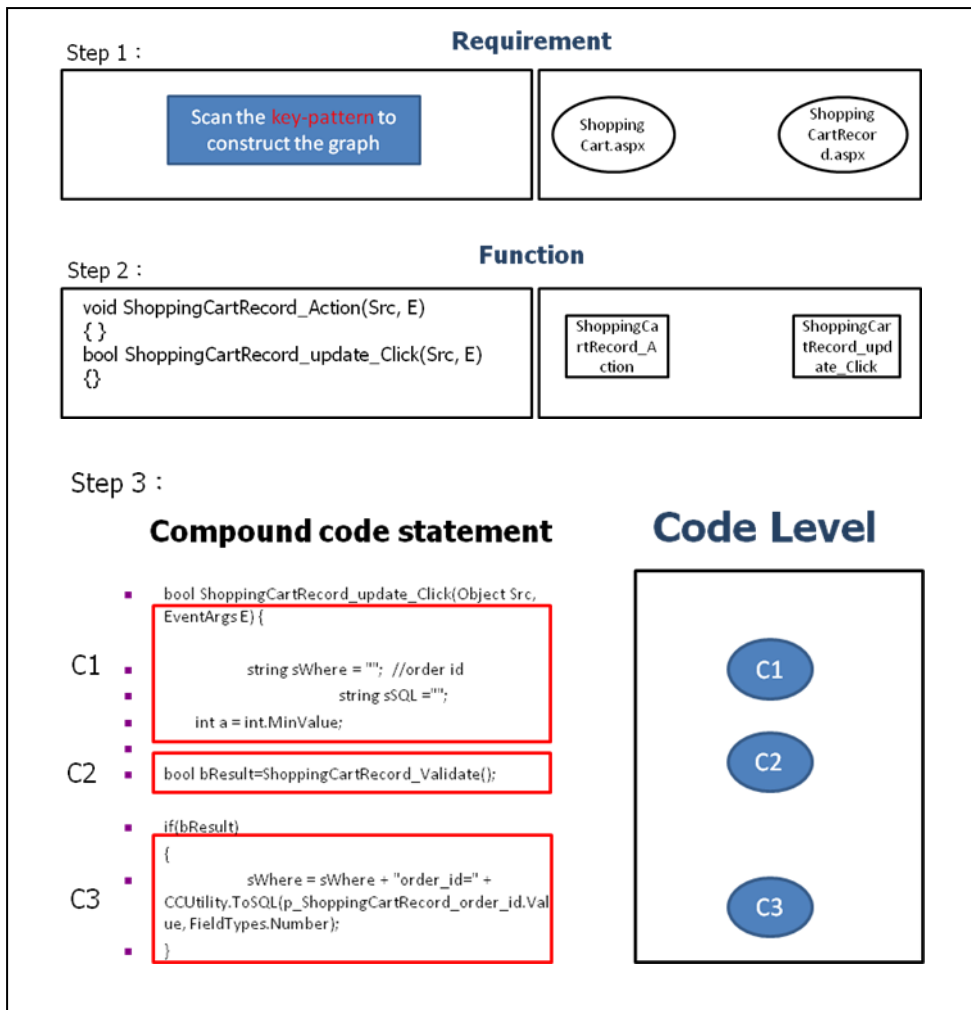 Requirement
Step 1：
Scan the key-pattern to
construct the graph
Shopping
Cart.aspx
Shopping
CartRecor
d.aspx
Function
Step 2：
void ShoppingCartRecord_Action(Src, E)
{ }
bool ShoppingCartRecord_update_Click(Src, E)
{}
ShoppingCa
rtRecord_A
ction
ShoppingCar
tRecord_upd
ate_Click
Step 3：
Compound code statement
Code Level
bool ShoppingCartRecord_update_Click(Object Src,
EventArgs E) {
C1
string sWhere = ""; //order id
string sSQL ="";
int a = int.MinValue;
C2
bool bResult=ShoppingCartRecord_Validate();
if(bResult)
{
C3
sWhere = sWhere + "order_id=" +
CCUtility.ToSQL(p_ShoppingCartRecord_order_id.Val
ue, FieldTypes.Number);
}
C1
C2
C3